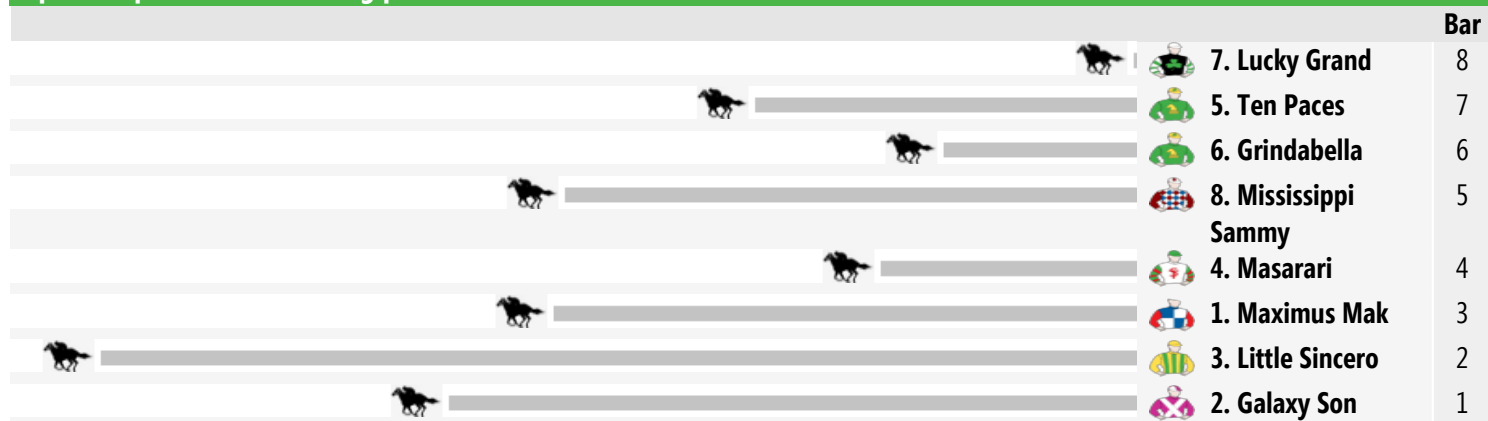 Bar
7. Lucky Grand 8
5. Ten Paces 7
6. Grindabella 6
8. Mississippi 5
Sammy
4. Masarari 4
1. Maximus Mak 3
3. Little Sincero 2
2. Galaxy Son 1